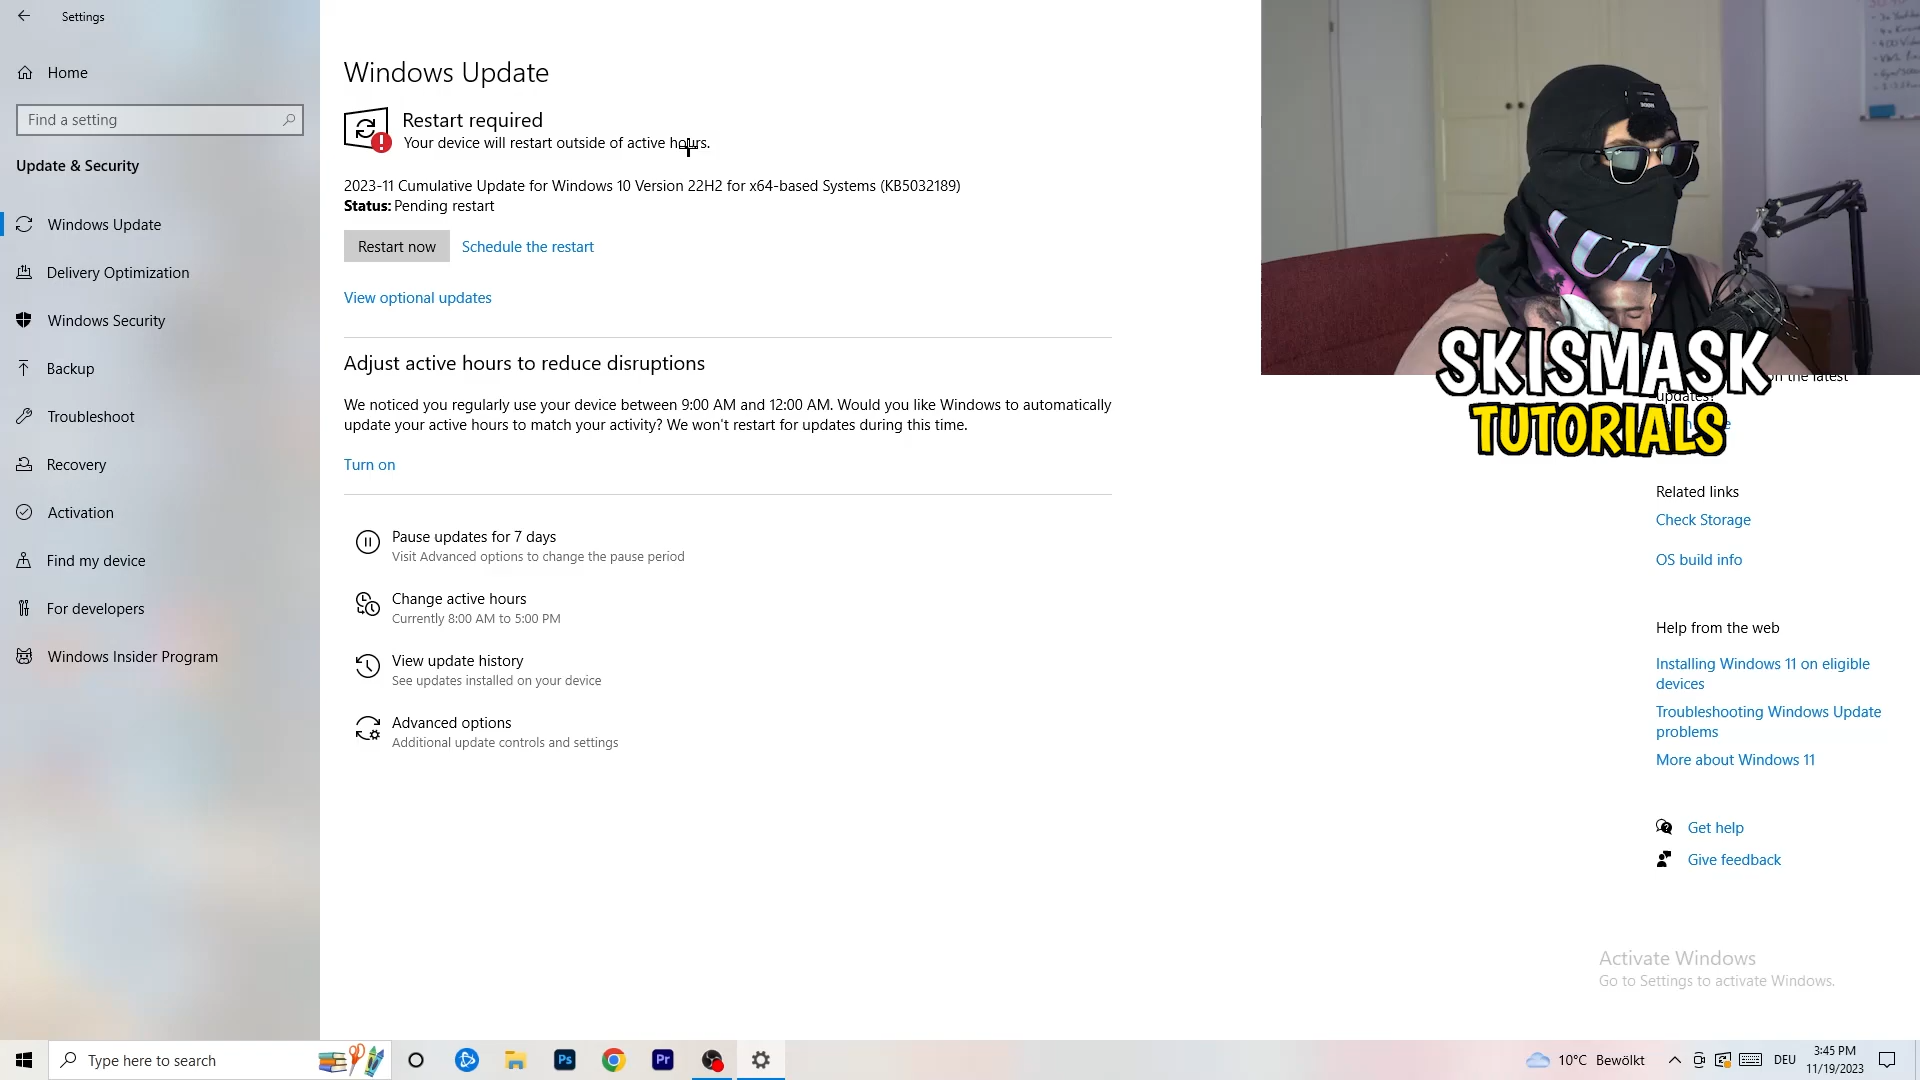 Settings
Home
Find a setting
Update & Security
Windows Update
Delivery Optimization
Windows Security
Backup
Troubleshoot
Recovery
Activation
Find my device
For developers
Windows Insider Program
Windows Update
Restart required
Your device will restart outside of active hours.
2023-11 Cumulative Update for Windows 10 Version 22H2 for x64-based Systems (KB5032189)
Status: Pending restart
Restart now
Schedule the restart
View optional updates
Adjust active hours to reduce disruptions
We noticed you regularly use your device between 9:00 AM and 12:00 AM. Would you like Windows to automatically
update your active hours to match your activity? We won't restart for updates during this time.
Turn on
Pause updates for 7 days
Visit Advanced options to change the pause period
Change active hours
Currently 8:00 AM to 5:00 PM
View update history
See updates installed on your device
Advanced options
Additional update controls and settings
SKISMASK
TUTORIALS
on the latest
updates?
Related links
Check Storage
OS build info
Help from the web
Installing Windows 11 on eligible
devices
Troubleshooting Windows Update
problems
More about Windows 11
Get help
Give feedback
Activate Windows
Go to Settings to activate Windows.
Type here to search
Ps
Pr
10°C Bewölkt
DEU
3:45 PM
11/19/2023